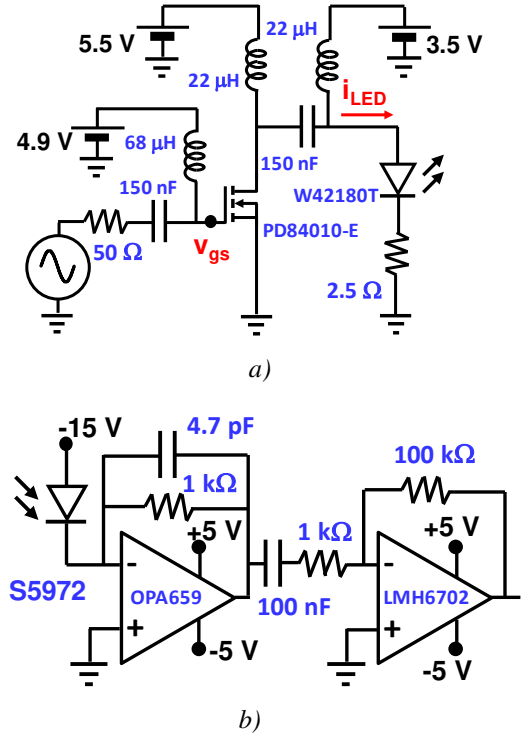 5.5 V
22 µH
3.5 V
22 µH
iLED
4.9 V
68 µH
150 nF
150 nF
W42180T
PD84010-E
50 Ω
vgs
2.5 Ω
a)
-15 V
4.7 pF
100 kΩ
1 kΩ
1 kΩ
+5 V
+5 V
-
-
S5972
OPA659
100 nF
LMH6702
+
+
-5 V
-5 V
b)